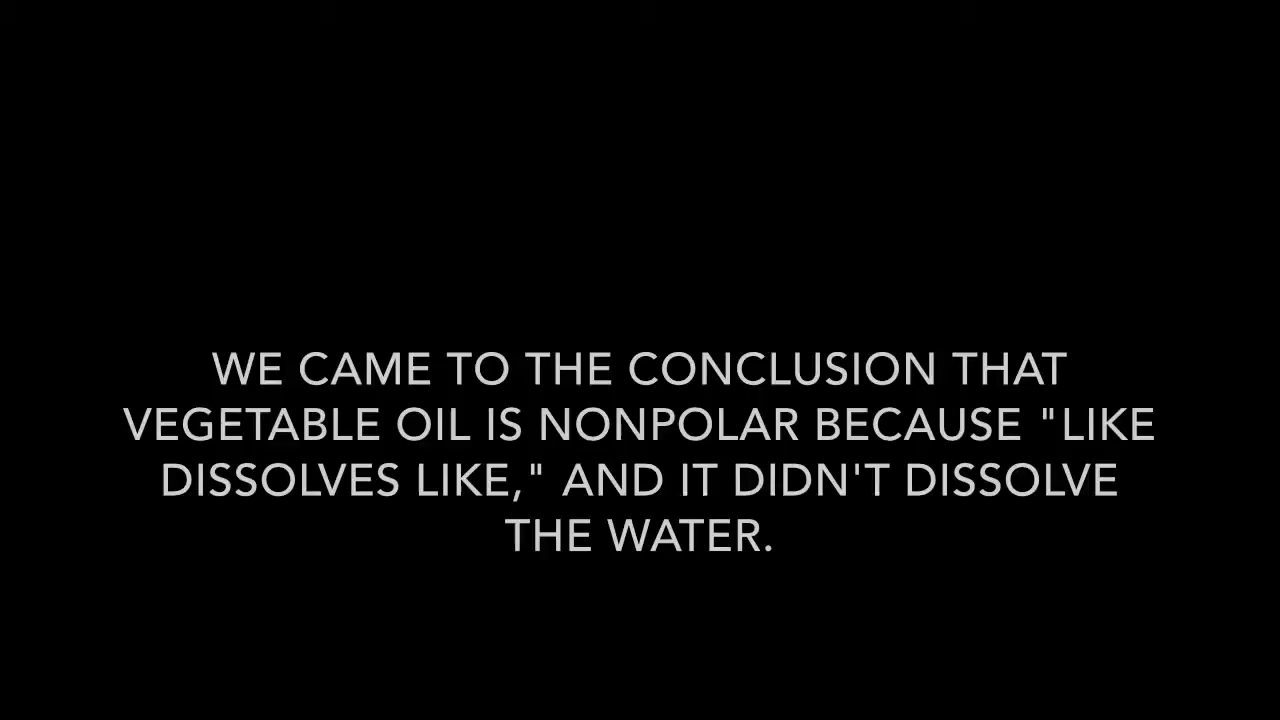 WE CAME TO THE CONCLUSION THAT
VEGETABLE OIL IS NONPOLAR BECAUSE "LIKE
DISSOLVES LIKE," AND IT DIDN'T DISSOLVE
THE WATER.